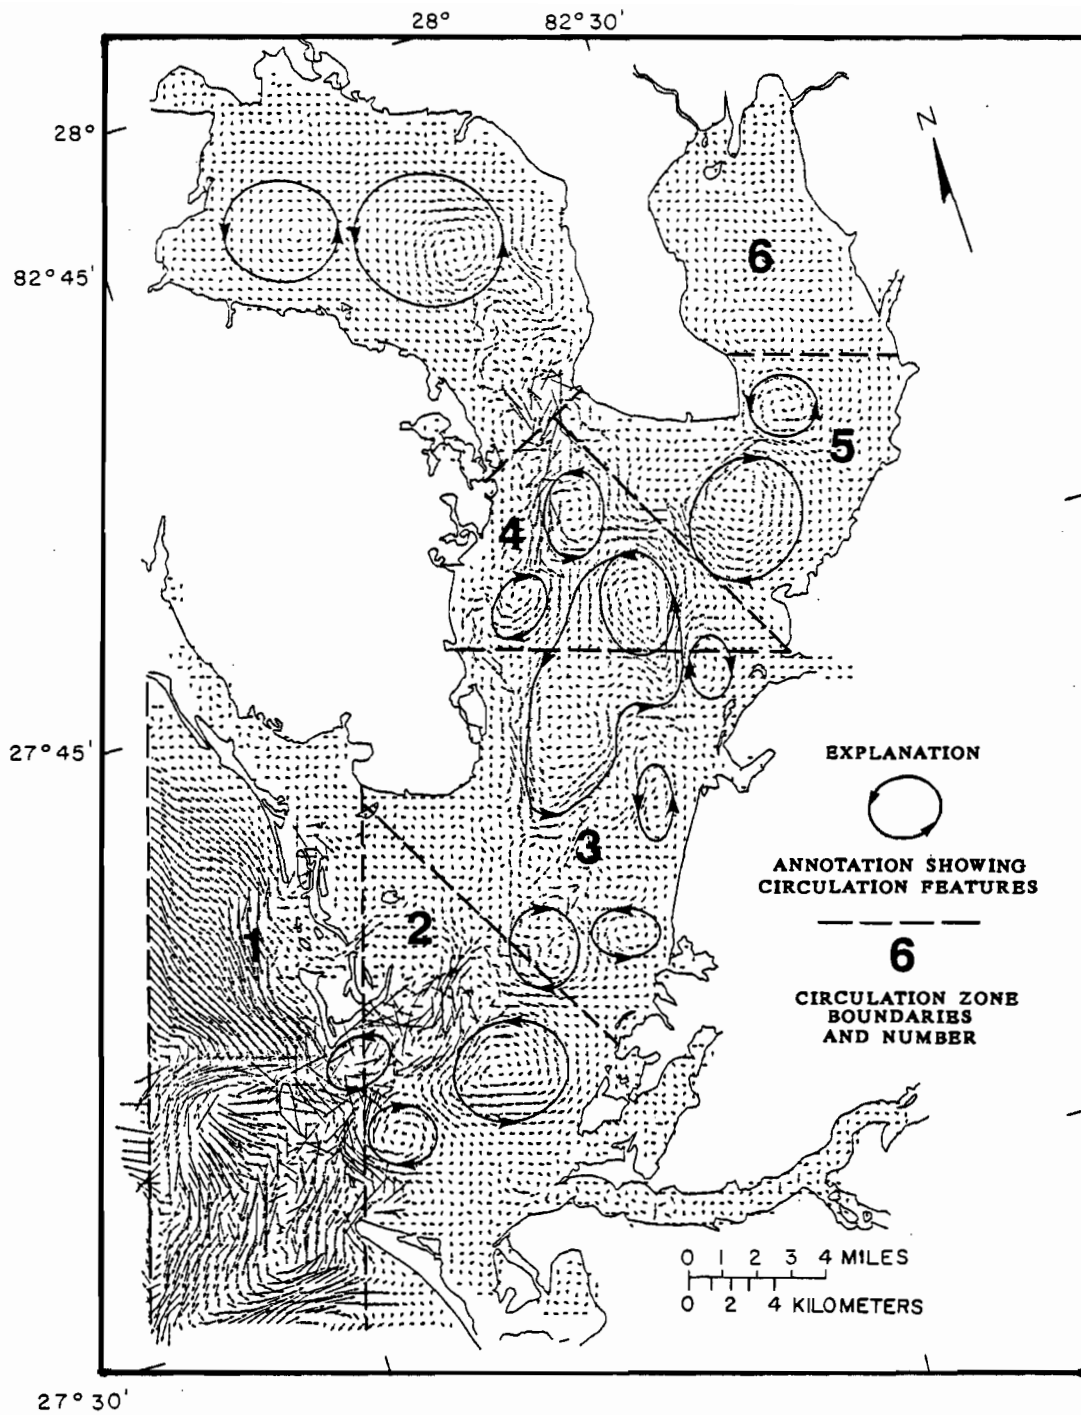 28° 82°30'
28°
N
82°45'
6
5
4
27°45'
EXPLANATION
3
ANNOTATION SHOWING
CIRCULATION FEATURES
1
2
6
CIRCULATION ZONE
BOUNDARIES
AND NUMBER
0 1 2 3 4 MILES
0 2 4 KILOMETERS
27°30'